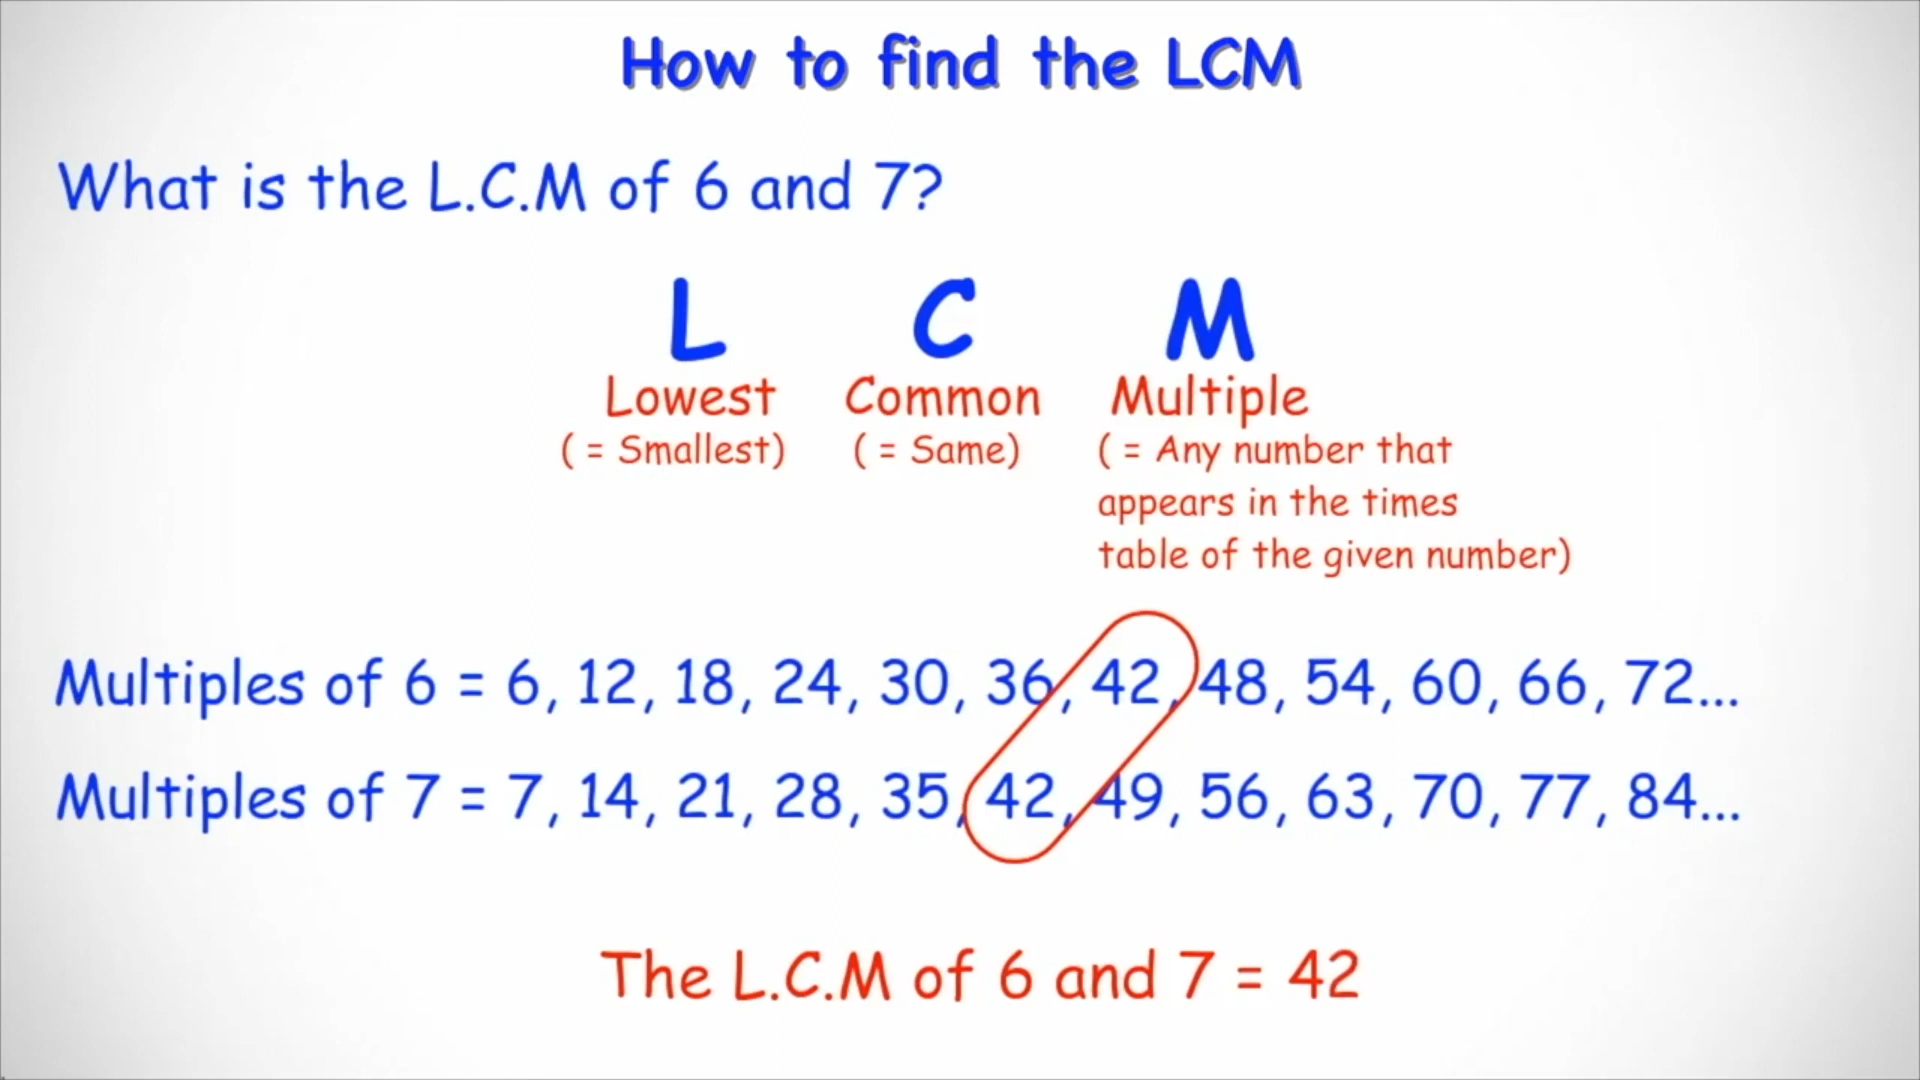 How to find the LCM
What is the L.C.M of 6 and 7?
L C M
Lowest Common Multiple
( = Smallest) ( = Same) ( = Any number that
appears in the times
table of the given number)
Multiples of 6 = 6, 12, 18, 24, 30, 36, 42, 48, 54, 60, 66, 72...
Multiples of 7 = 7, 14, 21, 28, 35, 42, 49, 56, 63, 70, 77, 84...
The L.C.M of 6 and 7 = 42